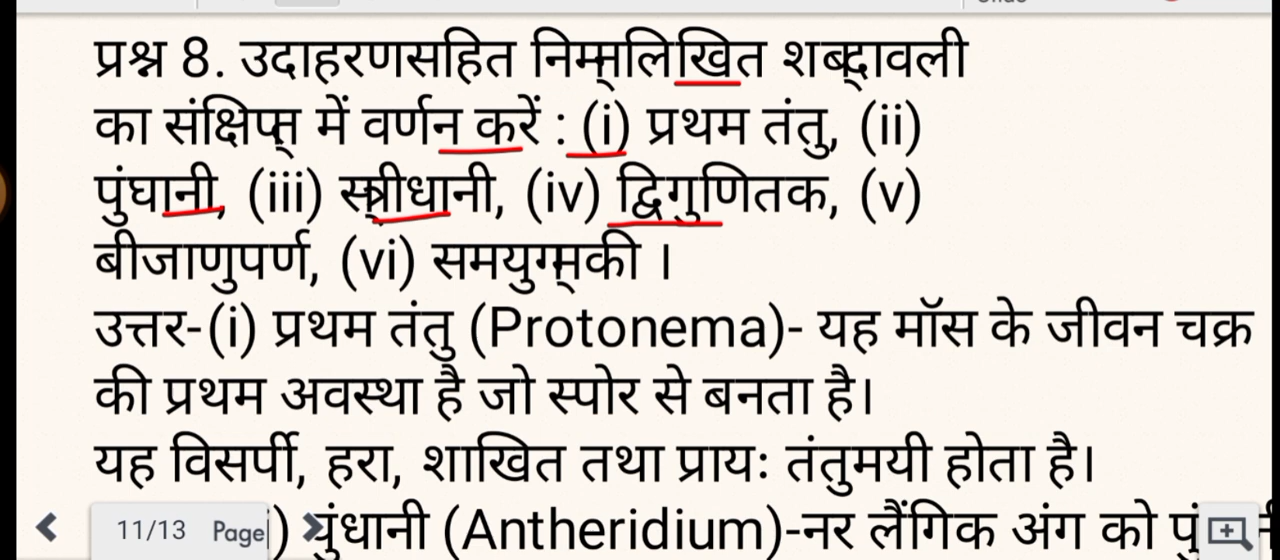 प्रश्न 8. उदाहरणसहित निम्नलिखित शब्दावली
का संक्षिप्त में वर्णन करें : (i) प्रथम तंतु, (ii)
पुंघानी, (iii) स्त्रीधानी, (iv) द्विगुणितक, (v)
बीजाणुपर्ण, (vi) समयुग्मकी ।
उत्तर-(i) प्रथम तंतु (Protonema)- यह मॉस के जीवन चक्र
की प्रथम अवस्था है जो स्पोर से बनता है।
यह विसर्पी, हरा, शाखित तथा प्रायः तंतुमयी होता है।
पुंधानी (Antheridium)-नर लैंगिक अंग को
11/13 Page